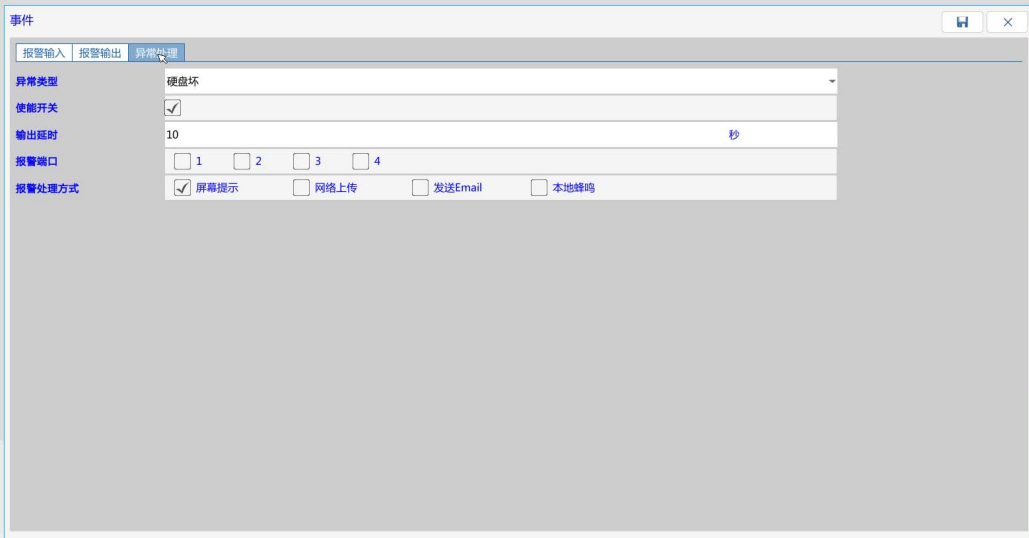 事件
报警输入 报警输出 异常处理
异常类型 硬盘坏
使能开关
输出延时 10 秒
报警端口 1 2 3 4
报警处理方式 屏幕提示 网络上传 发送Email 本地蜂鸣